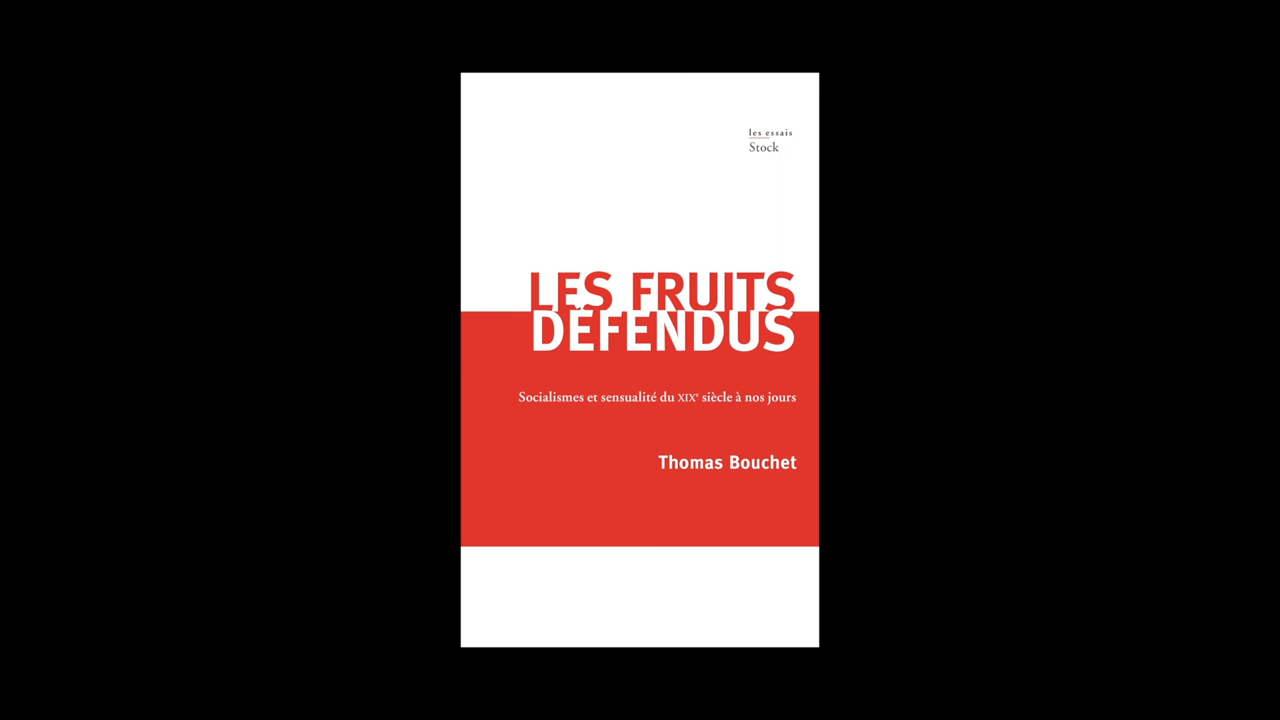 les essais
Stock
LES FRUITS
DÉFENDUS
Socialismes et sensualité du XIXᵉ siècle à nos jours
Thomas Bouchet